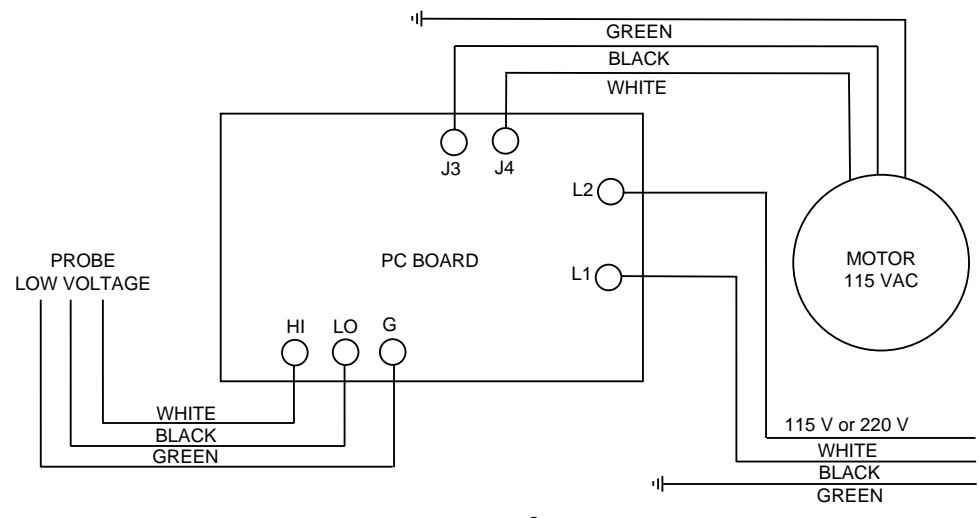 GREEN
BLACK
WHITE
J3
J4
L2
L1
PC BOARD
MOTOR
115 VAC
PROBE
LOW VOLTAGE
HI
LO
G
WHITE
BLACK
GREEN
115 V or 220 V
WHITE
BLACK
GREEN